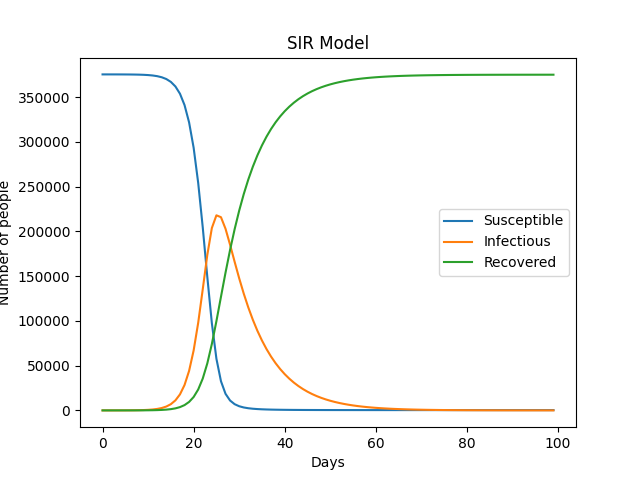 SIR Model
Number of people
350000
300000
250000
200000
150000
100000
50000
0
Susceptible
Infectious
Recovered
0 20 40 60 80 100
Days